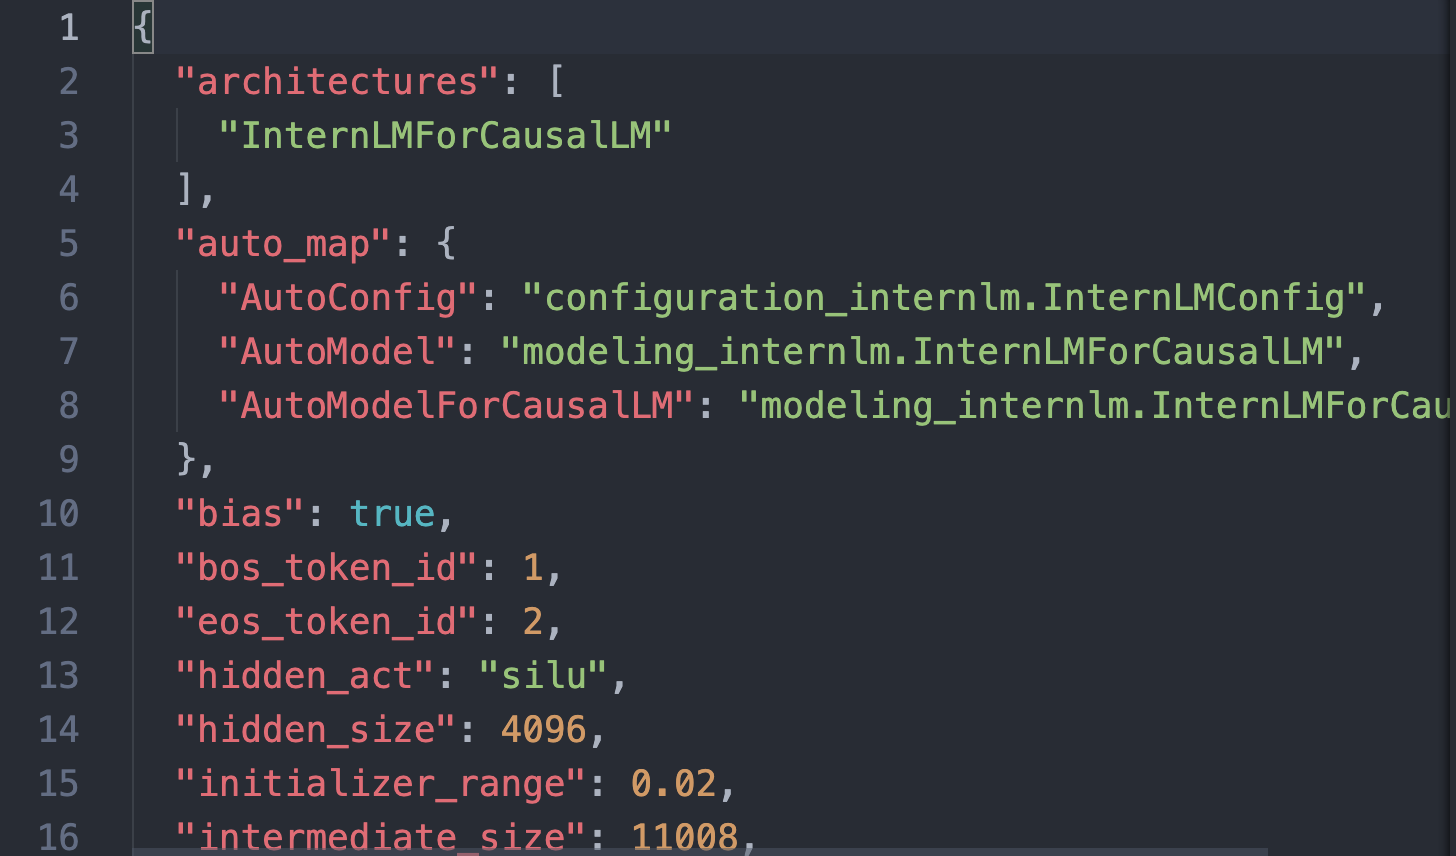 1 {
2   "architectures": [
3     "InternLMForCausalLM"
4   ],
5   "auto_map": {
6     "AutoConfig": "configuration_internlm.InternLMConfig",
7     "AutoModel": "modeling_internlm.InternLMForCausalLM",
8     "AutoModelForCausalLM": "modeling_internlm.InternLMForCau
9   },
10   "bias": true,
11   "bos_token_id": 1,
12   "eos_token_id": 2,
13   "hidden_act": "silu",
14   "hidden_size": 4096,
15   "initializer_range": 0.02,
16   "intermediate_size": 11008,